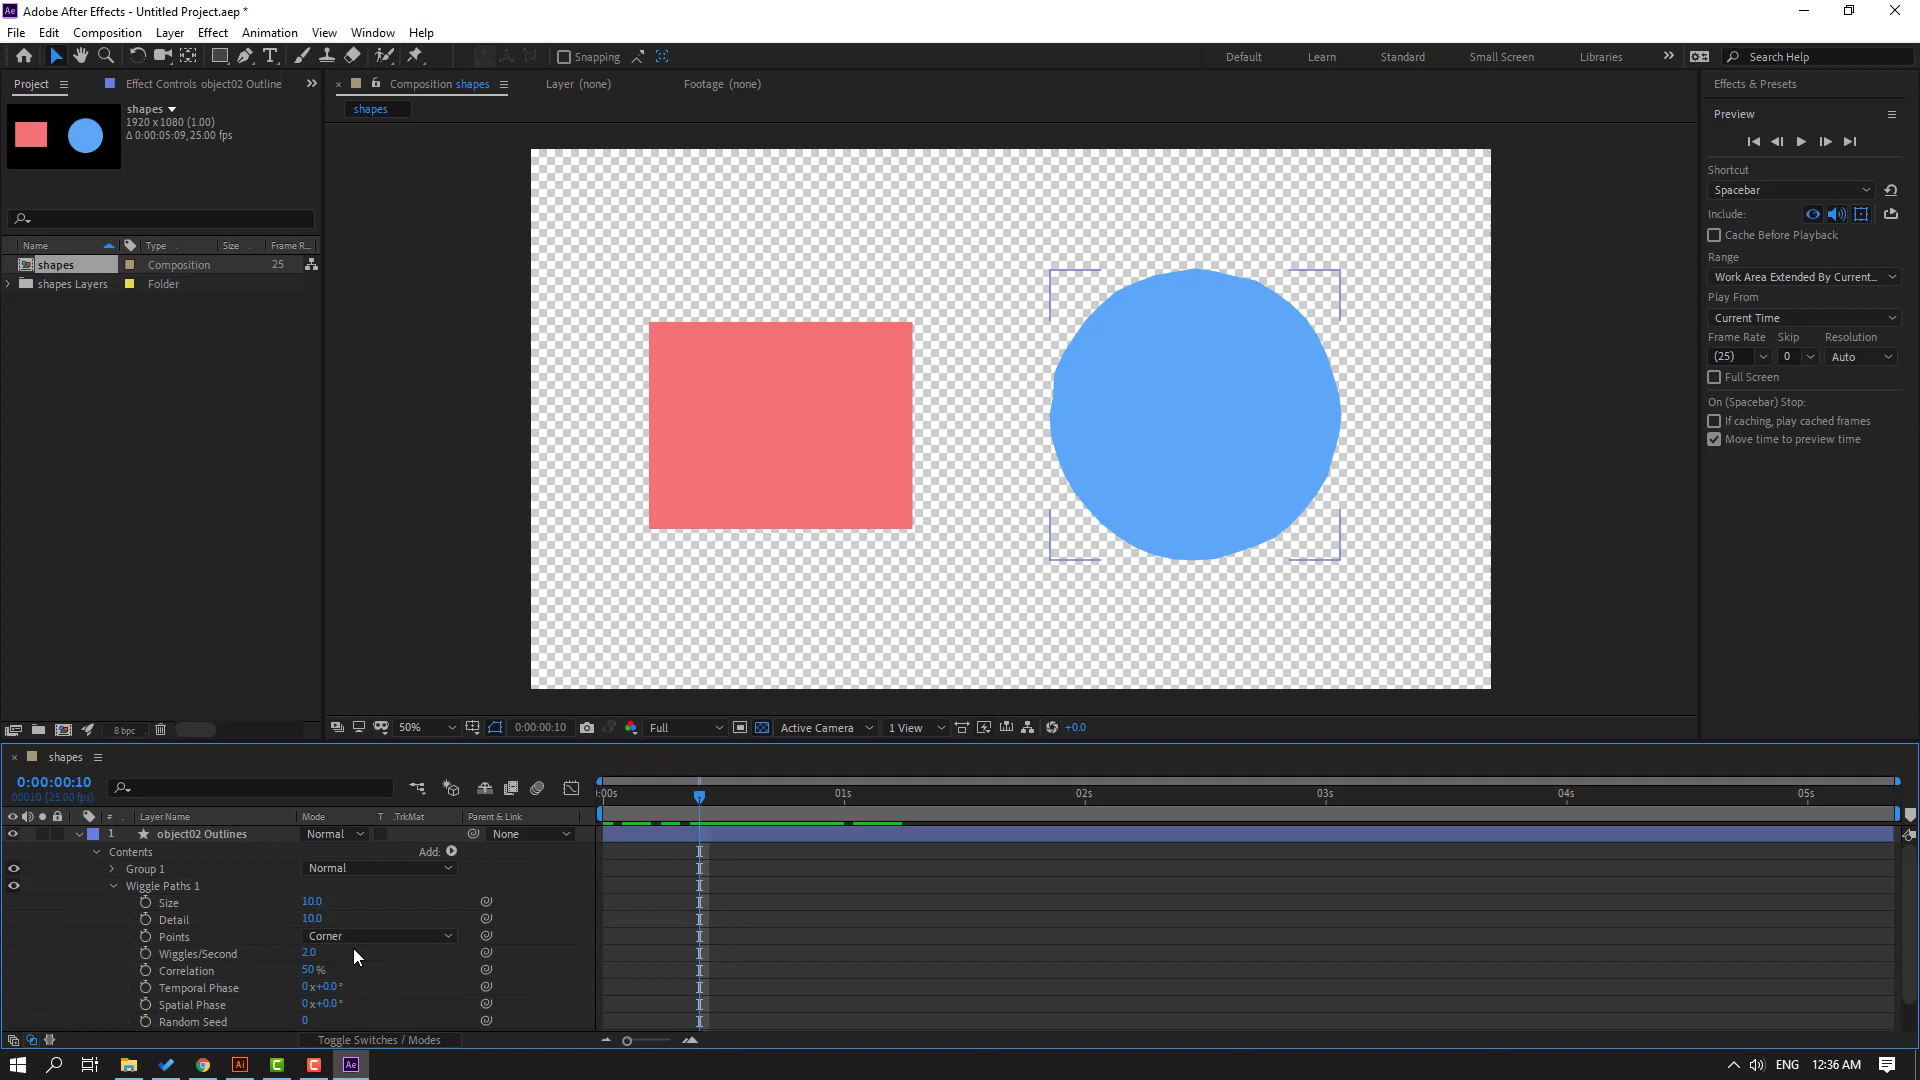 Ae Adobe After Effects - Untitled Project.aep *
File Edit Composition Layer Effect Animation View Window Help
Snapping
Default Learn Standard Small Screen Libraries
Search Help
Project
Effect Controls object02 Outline
Composition shapes
Layer (none)
Footage (none)
shapes
shapes
1920 x 1080 (1.00)
Δ 0:00:05:09, 25.00 fps
Name Type Size Frame R...
shapes Composition 25
shapes Layers Folder
8 bpc
50% 0:00:00:10 Full Active Camera 1 View +0.0
Effects & Presets
Preview
Shortcut
Spacebar
Include:
Cache Before Playback
Range
Work Area Extended By Current...
Play From
Current Time
Frame Rate Skip Resolution
(25) 0 Auto
Full Screen
On (Spacebar) Stop:
If caching, play cached frames
Move time to preview time
shapes
0:00:00:10
00010 (25.00 fps)
:00s 01s 02s 03s 04s 05s
# Layer Name Mode T .TrkMat Parent & Link
1 object02 Outlines Normal None
Contents Add:
Group 1 Normal
Wiggle Paths 1
Size 10.0
Detail 10.0
Points Corner
Wiggles/Second 2.0
Correlation 50 %
Temporal Phase 0 x+0.0 °
Spatial Phase 0 x+0.0 °
Random Seed 0
Toggle Switches / Modes
Ai C C Ae
ENG 12:36 AM